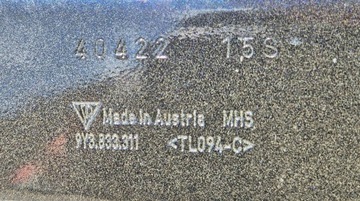 40422 15S
Made in Austria MHS
9Y3.833.311 <TL094-C>